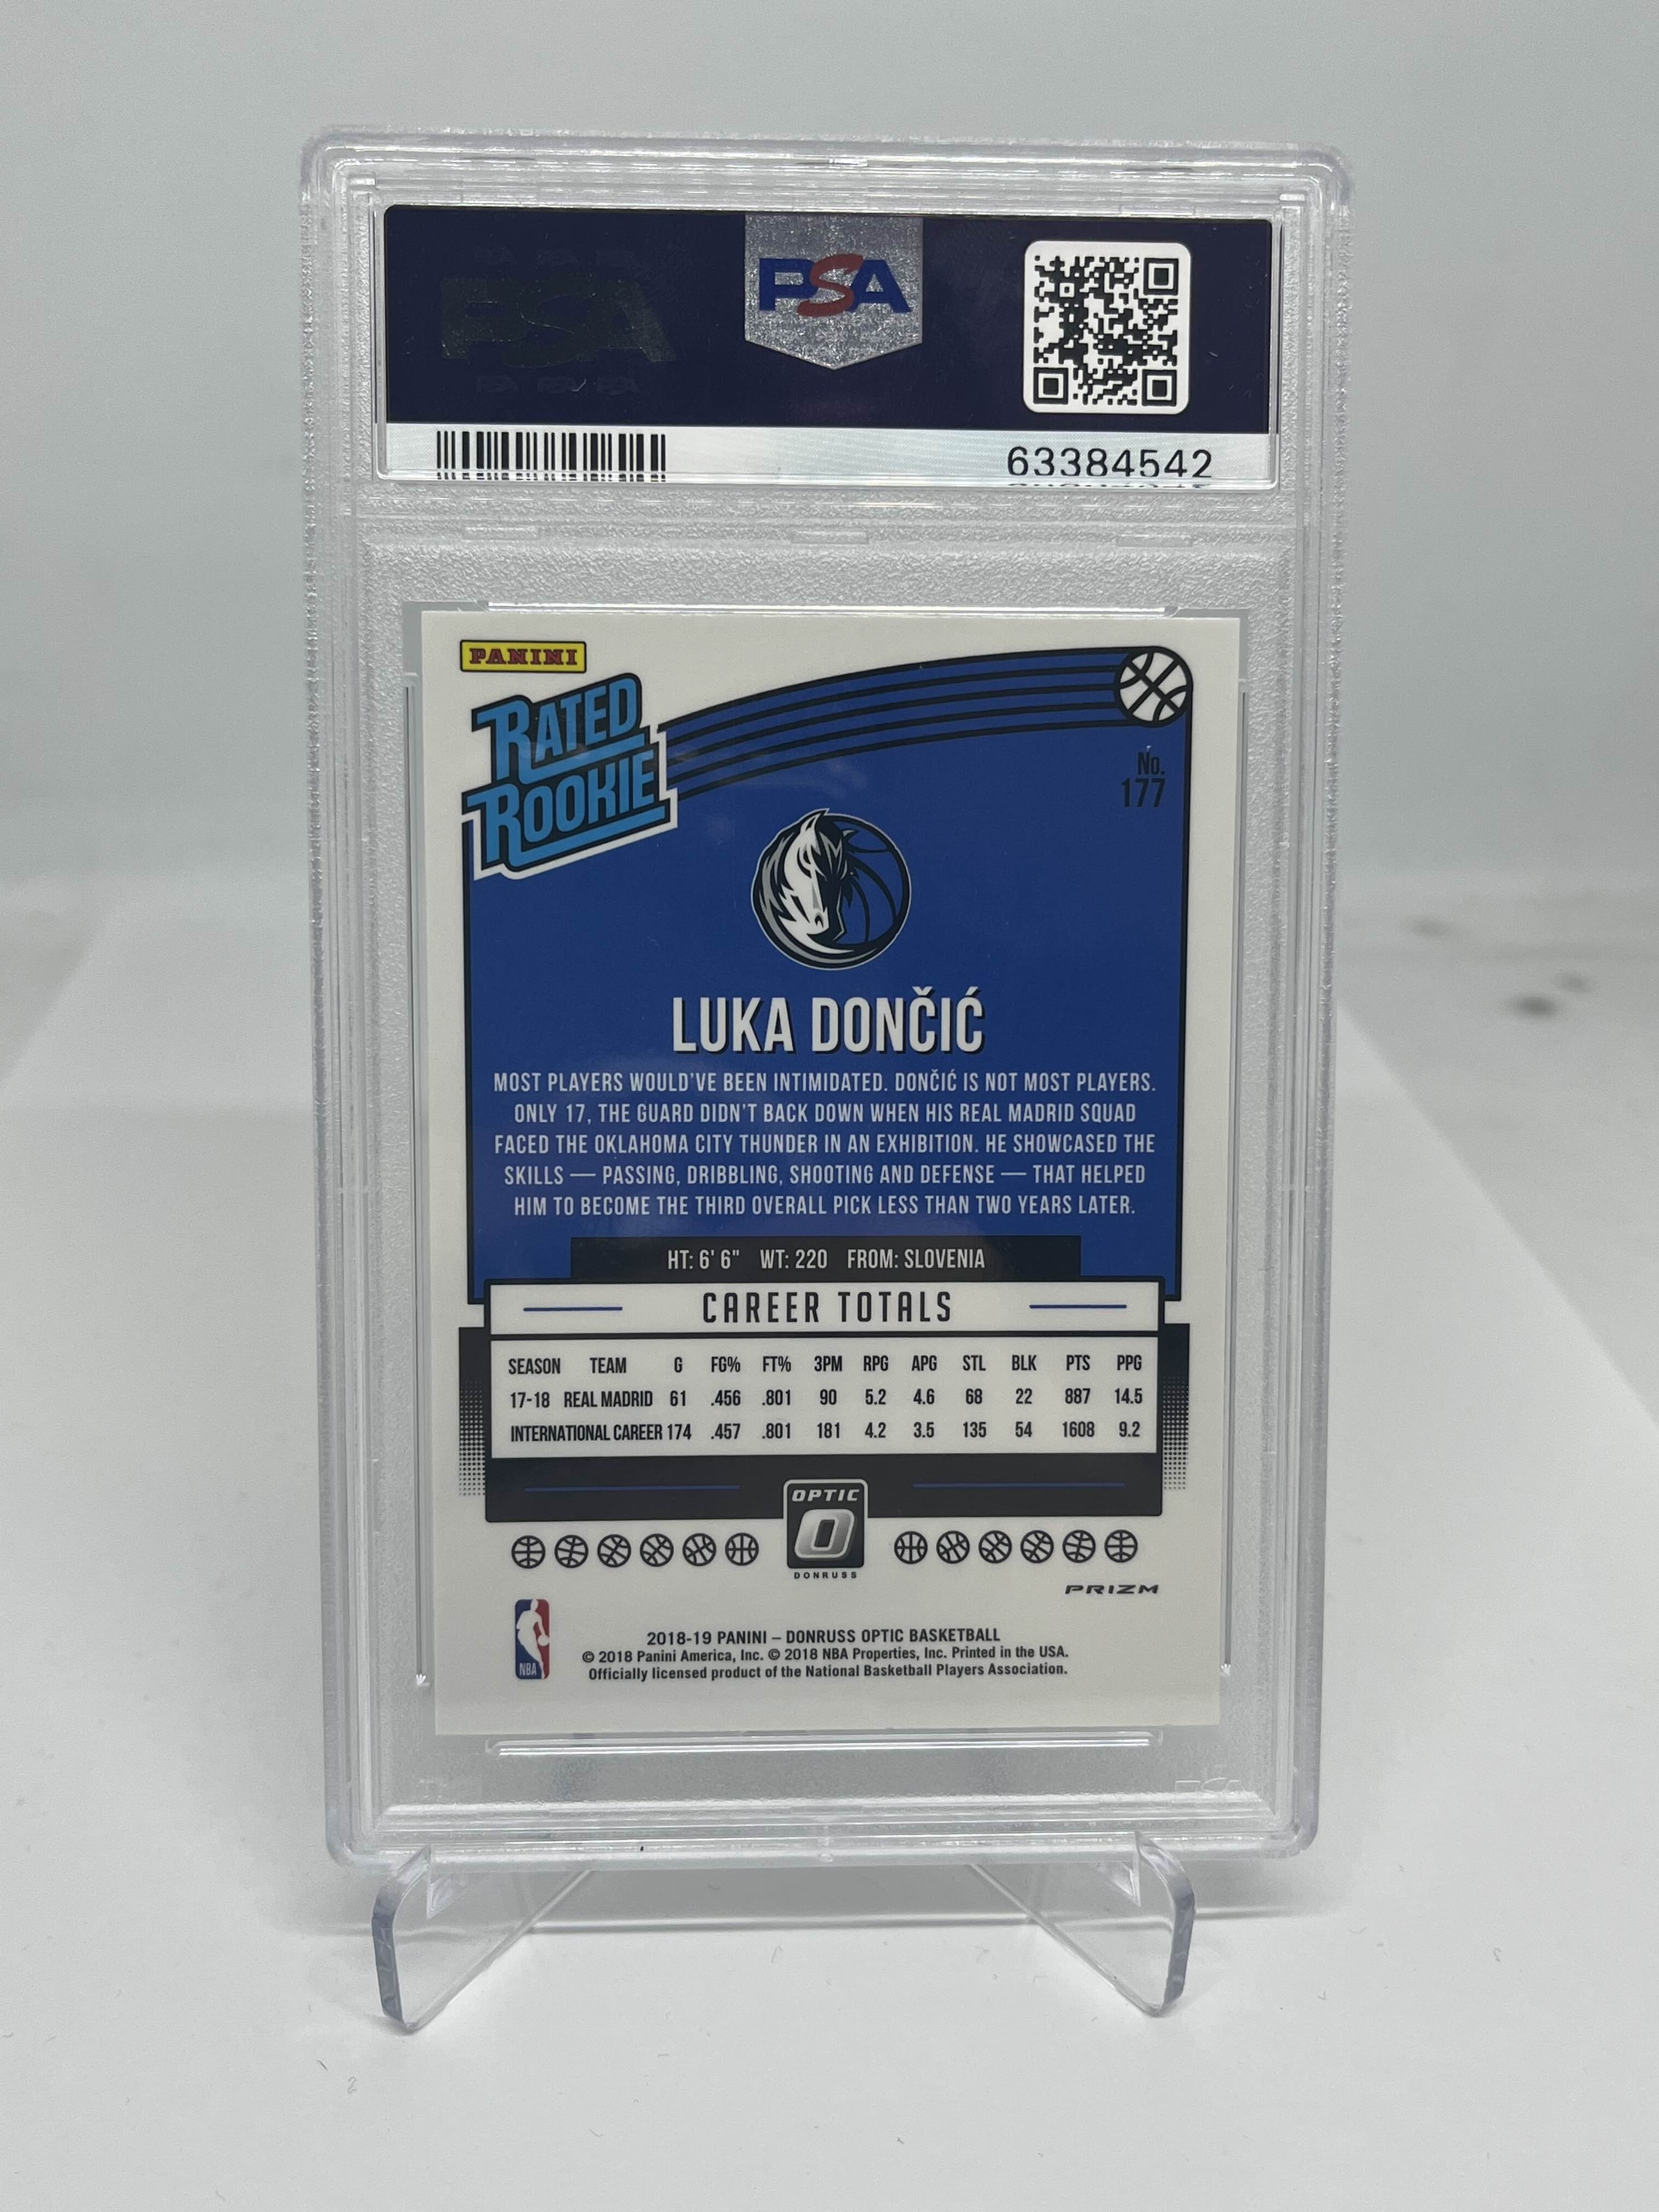 PSA
PSA
63384542
PANINI
RATED
ROOKIE
No.
177
LUKA DONČIĆ
MOST PLAYERS WOULD'VE BEEN INTIMIDATED. DONČIĆ IS NOT MOST PLAYERS.
ONLY 17, THE GUARD DIDN'T BACK DOWN WHEN HIS REAL MADRID SQUAD
FACED THE OKLAHOMA CITY THUNDER IN AN EXHIBITION. HE SHOWCASED THE
SKILLS — PASSING, DRIBBLING, SHOOTING AND DEFENSE — THAT HELPED
HIM TO BECOME THE THIRD OVERALL PICK LESS THAN TWO YEARS LATER.
HT: 6' 6" WT: 220 FROM: SLOVENIA
CAREER TOTALS
SEASON TEAM G FG% FT% 3PM RPG APG STL BLK PTS PPG
17-18 REAL MADRID 61 .456 .801 90 5.2 4.6 68 22 887 14.5
INTERNATIONAL CAREER 174 .457 .801 181 4.2 3.5 135 54 1608 9.2
OPTIC
DONRUSS
PRIZM
NBA
2018-19 PANINI – DONRUSS OPTIC BASKETBALL
© 2018 Panini America, Inc. © 2018 NBA Properties, Inc. Printed in the USA.
Officially licensed product of the National Basketball Players Association.